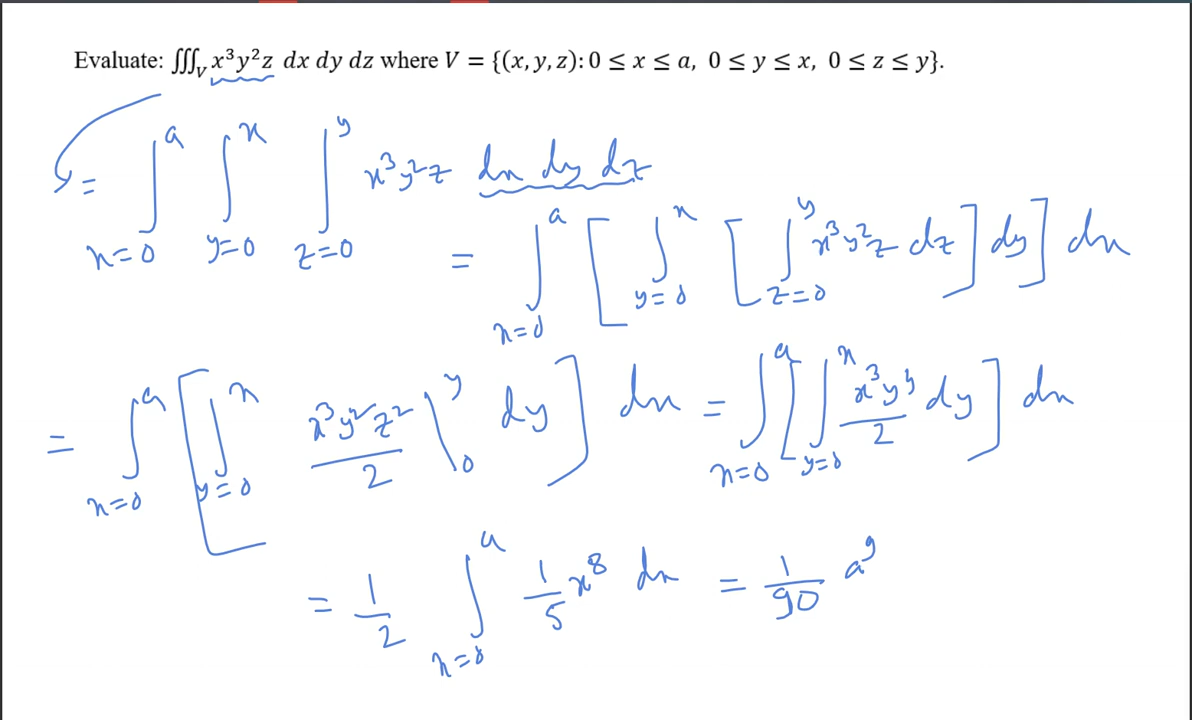 Evaluate: ∭_V x³y²z dx dy dz where V = {(x, y, z): 0 ≤ x ≤ a, 0 ≤ y ≤ x, 0 ≤ z ≤ y}.
= ∫_{x=0}^{a} ∫_{y=0}^{x} ∫_{z=0}^{y} x³y²z dx dy dz
= ∫_{x=0}^{a} [ ∫_{y=0}^{x} [ ∫_{z=0}^{y} x³y²z dz ] dy ] dx
= ∫_{x=0}^{a} [ ∫_{y=0}^{x} x³y²z²/2 |_0^y dy ] dx = ∫_{x=0}^{a} [ ∫_{y=0}^{x} x³y⁴/2 dy ] dx
= 1/2 ∫_{x=0}^{a} 1/5 x⁸ dx = 1/90 a⁹